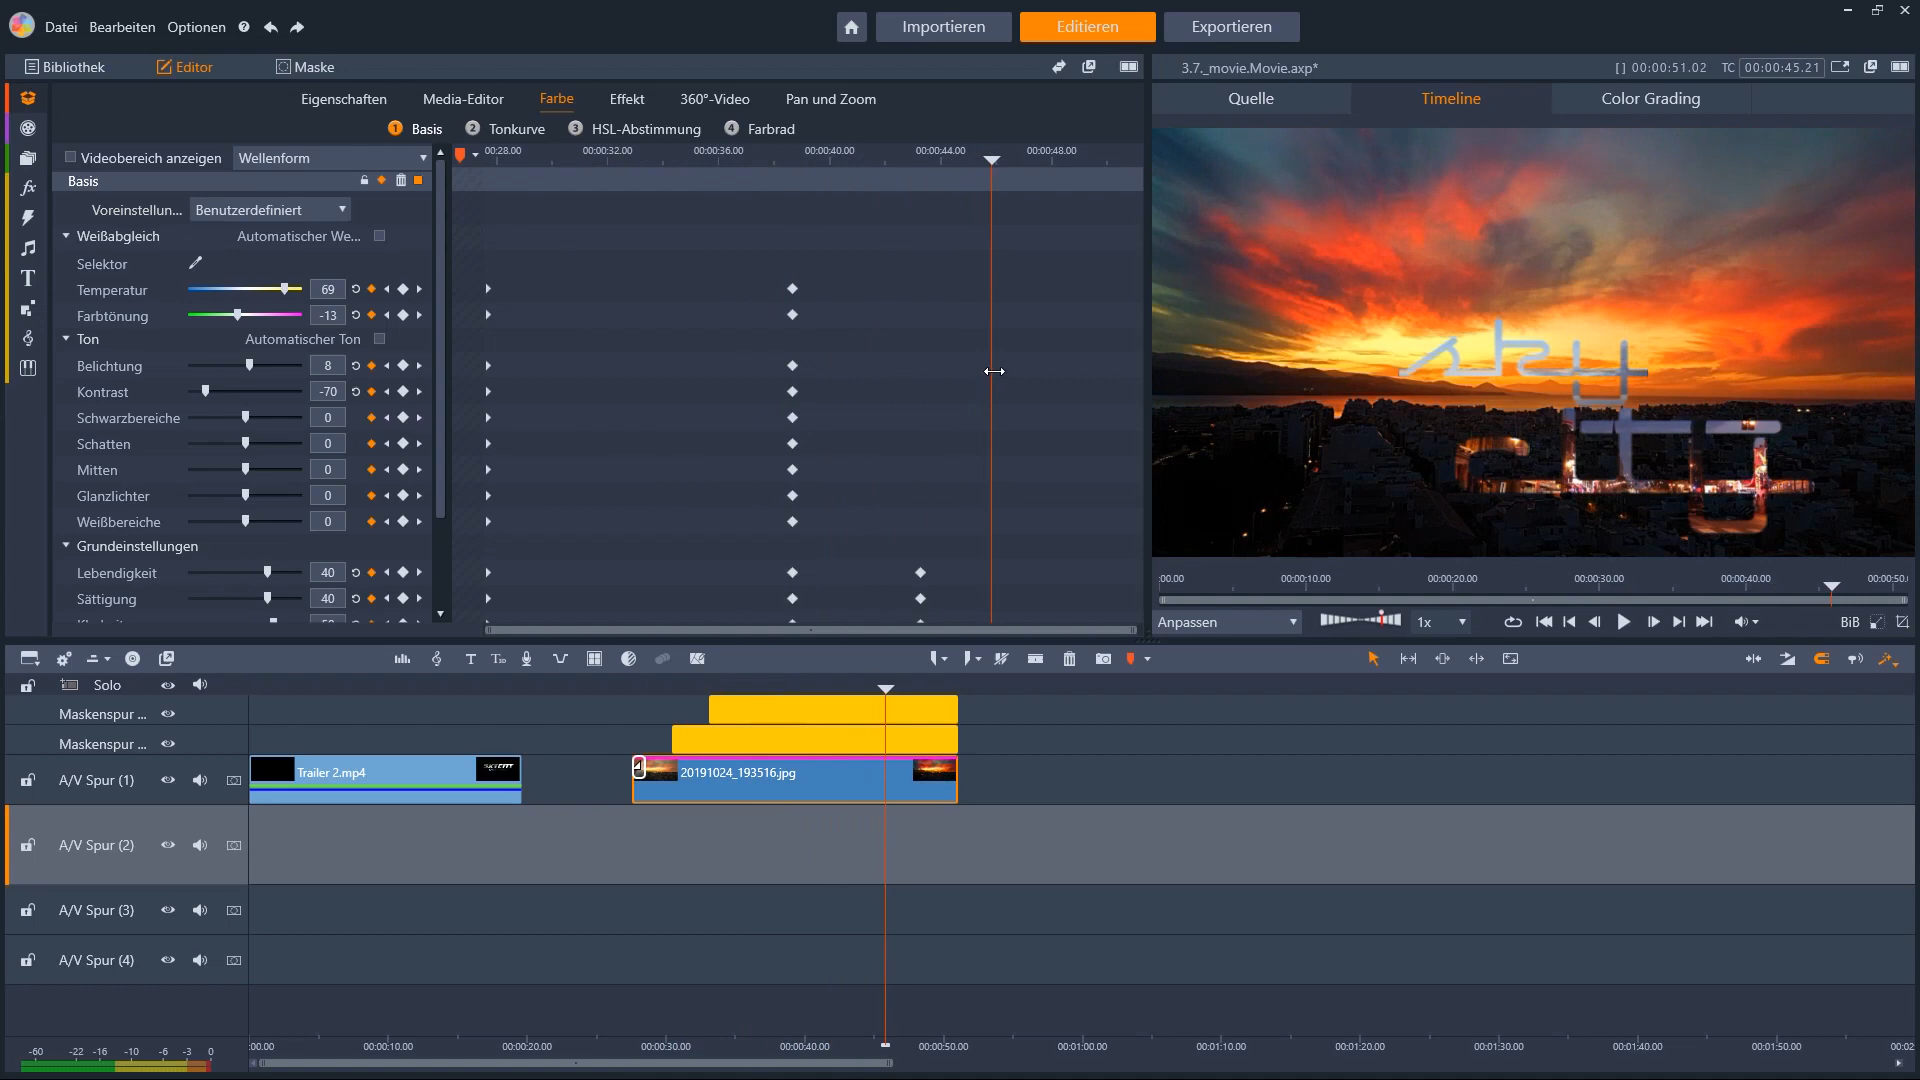 Datei Bearbeiten Optionen
Importieren Editieren Exportieren
Bibliothek Editor Maske
3.7._movie.Movie.axp*
[] 00:00:51.02 TC 00:00:45.21
Eigenschaften Media-Editor Farbe Effekt 360°-Video Pan und Zoom
Quelle Timeline Color Grading
1 Basis 2 Tonkurve 3 HSL-Abstimmung 4 Farbrad
Videobereich anzeigen Wellenform
00:28.00 00:00:32.00 00:00:36.00 00:00:40.00 00:00:44.00 00:00:48.00
Basis
Voreinstellun... Benutzerdefiniert
Weißabgleich Automatischer We...
Selektor
Temperatur 69
Farbtönung -13
Ton Automatischer Ton
Belichtung 8
Kontrast -70
Schwarzbereiche 0
Schatten 0
Mitten 0
Glanzlichter 0
Weißbereiche 0
Grundeinstellungen
Lebendigkeit 40
Sättigung 40
:00.00 00:00:10.00 00:00:20.00 00:00:30.00 00:00:40.00 00:00:50.
Anpassen 1x BiB
Solo
Maskenspur ...
Maskenspur ...
A/V Spur (1) Trailer 2.mp4 20191024_193516.jpg
A/V Spur (2)
A/V Spur (3)
A/V Spur (4)
-60 -22 -16 -10 -6 -3 0
:00.00 00:00:10.00 00:00:20.00 00:00:30.00 00:00:40.00 00:00:50.00 00:01:00.00 00:01:10.00 00:01:20.00 00:01:30.00 00:01:40.00 00:01:50.00 00:02